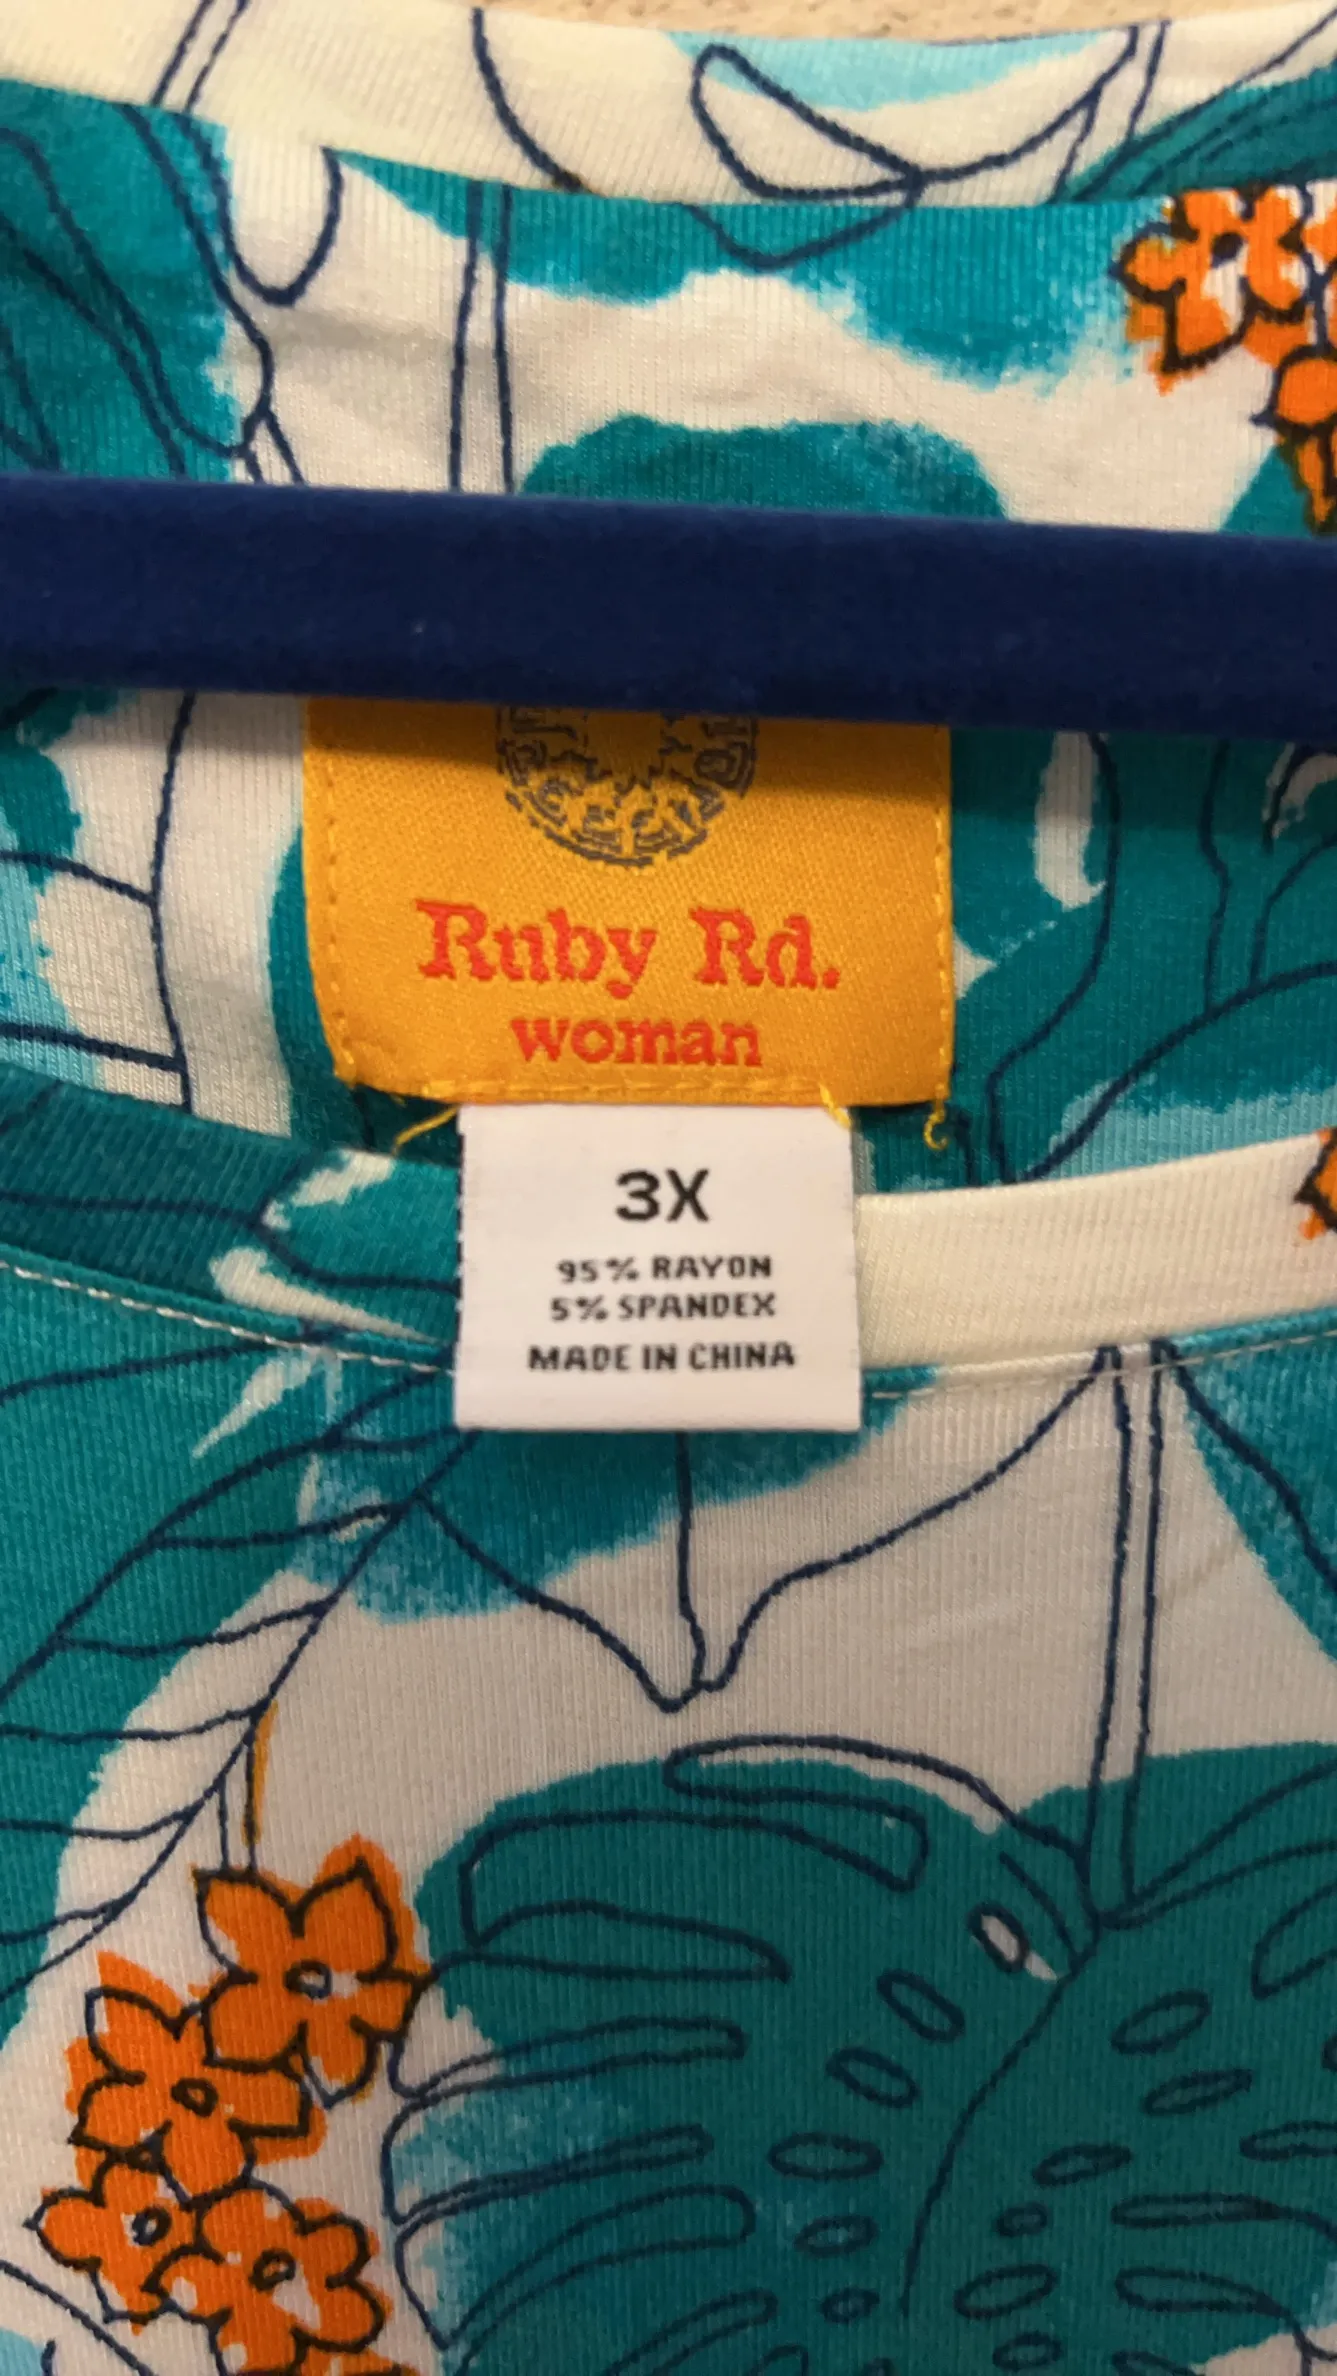 Ruby Rd.
woman
3X
95% RAYON
5% SPANDEX
MADE IN CHINA